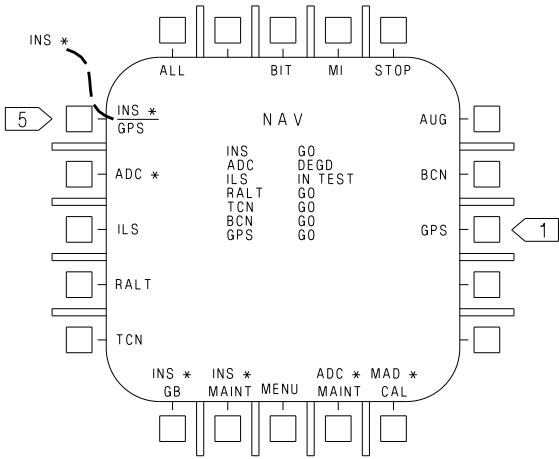 INS *
ALL BIT MI STOP
5 INS * NAV AUG
GPS
INS GO
ADC DEGD
ADC * ILS IN TEST BCN
RALT GO
TCN GO
BCN GO
ILS GPS GO GPS 1
RALT
TCN
INS * INS * ADC * MAD *
GB MAINT MENU MAINT CAL